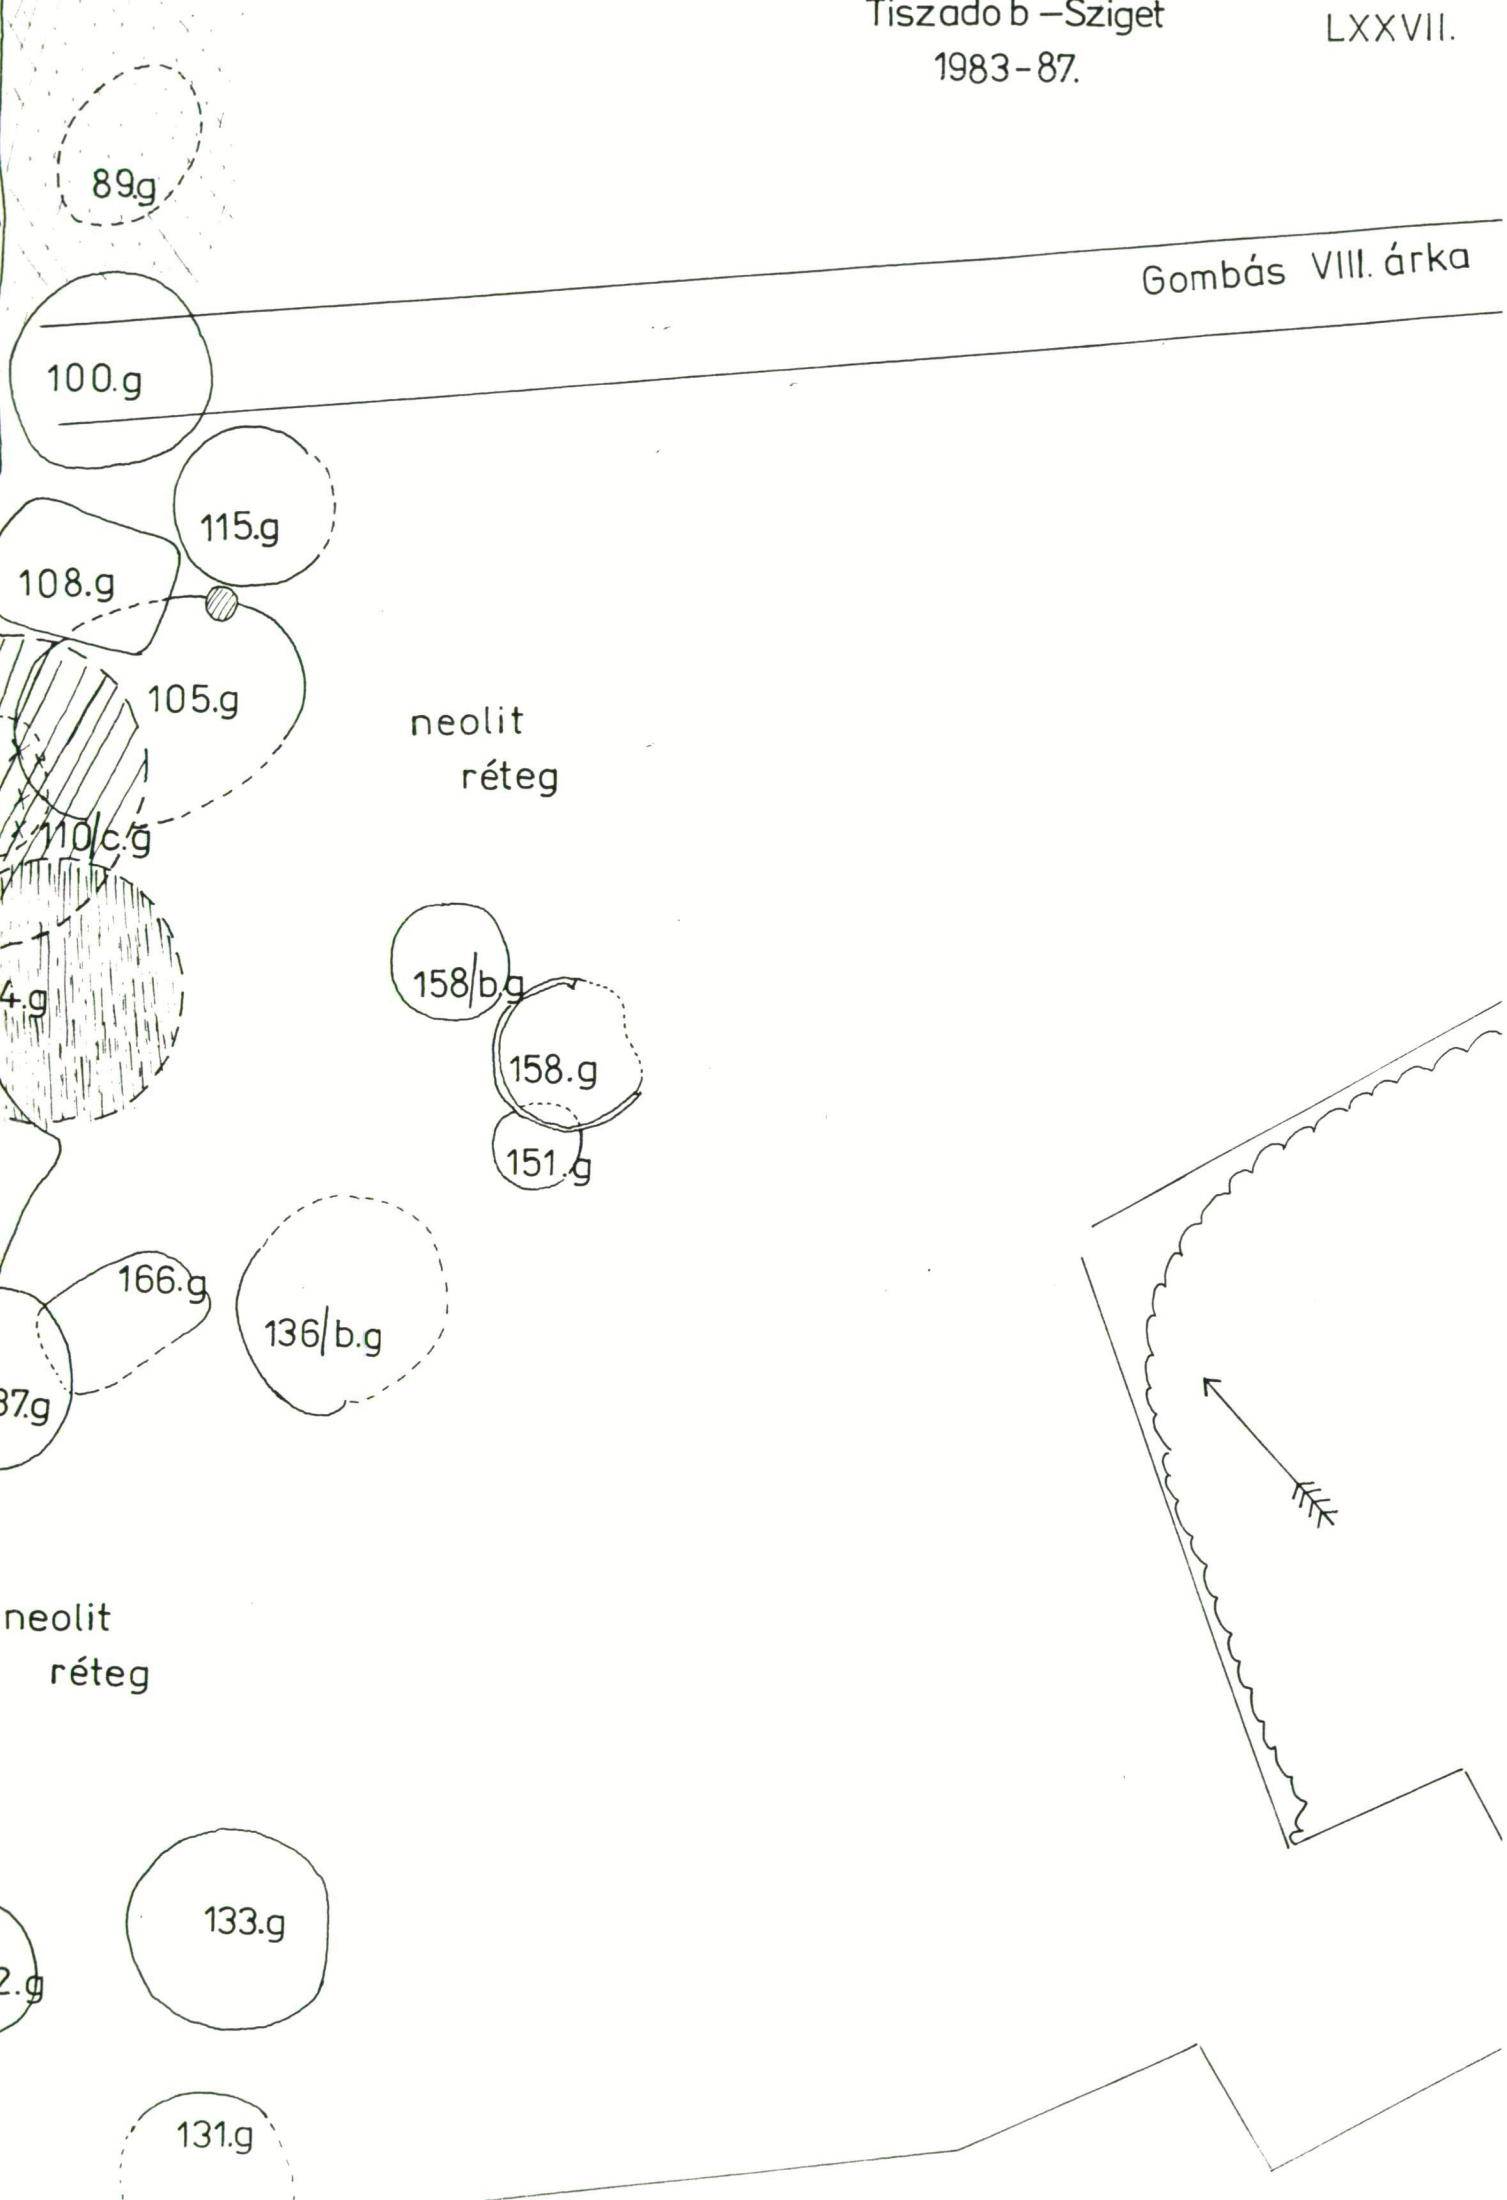 Tiszadob–Sziget
LXXVII.
1983-87.
89.g
Gombás VIII. árka
100.g
115.g
108.g
105.g
neolit
réteg
110/c.g
158/b.g
4.g
158.g
151.g
166.g
136/b.g
37.g
neolit
réteg
133.g
2.g
131.g